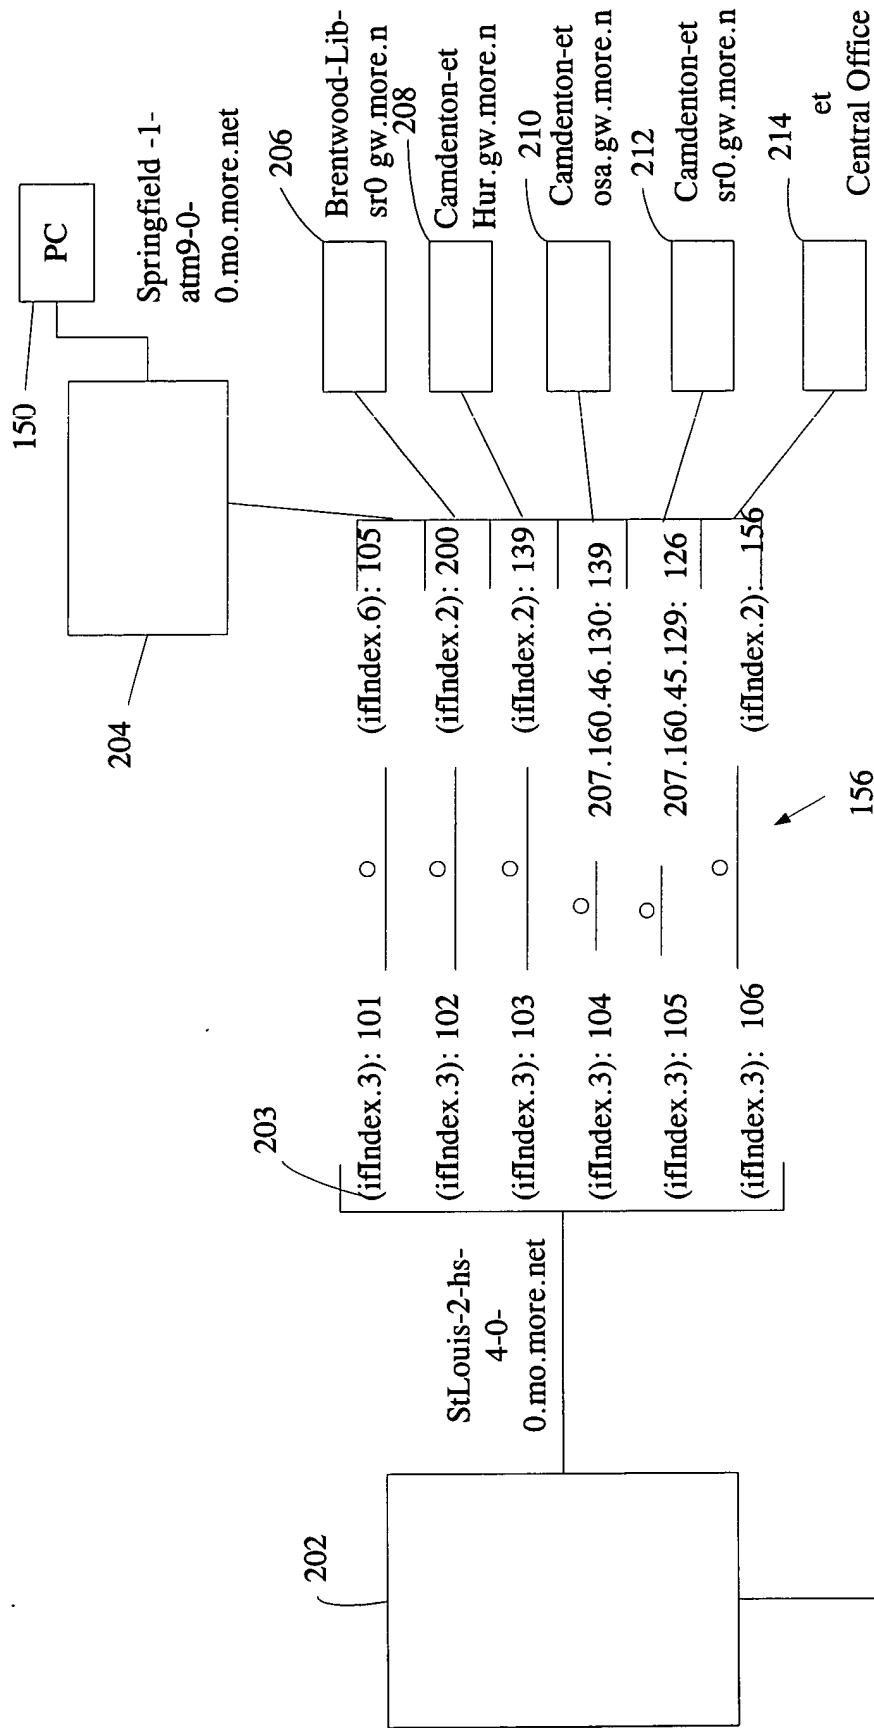 150
PC
Springfield -1-
atm9-0-
0.mo.more.net
204
206
Brentwood-Lib-
sr0 gw.more.n
208
Camdenton-et
Hur.gw.more.n
210
Camdenton-et
osa.gw.more.n
212
Camdenton-et
sr0.gw.more.n
214
et
Central Office
203
(ifIndex.3): 101
(ifIndex.6): 105
(ifIndex.3): 102
(ifIndex.2): 200
(ifIndex.3): 103
(ifIndex.2): 139
(ifIndex.3): 104
207.160.46.130: 139
(ifIndex.3): 105
207.160.45.129: 126
(ifIndex.3): 106
(ifIndex.2): 156
156
StLouis-2-hs-
4-0-
0.mo.more.net
202